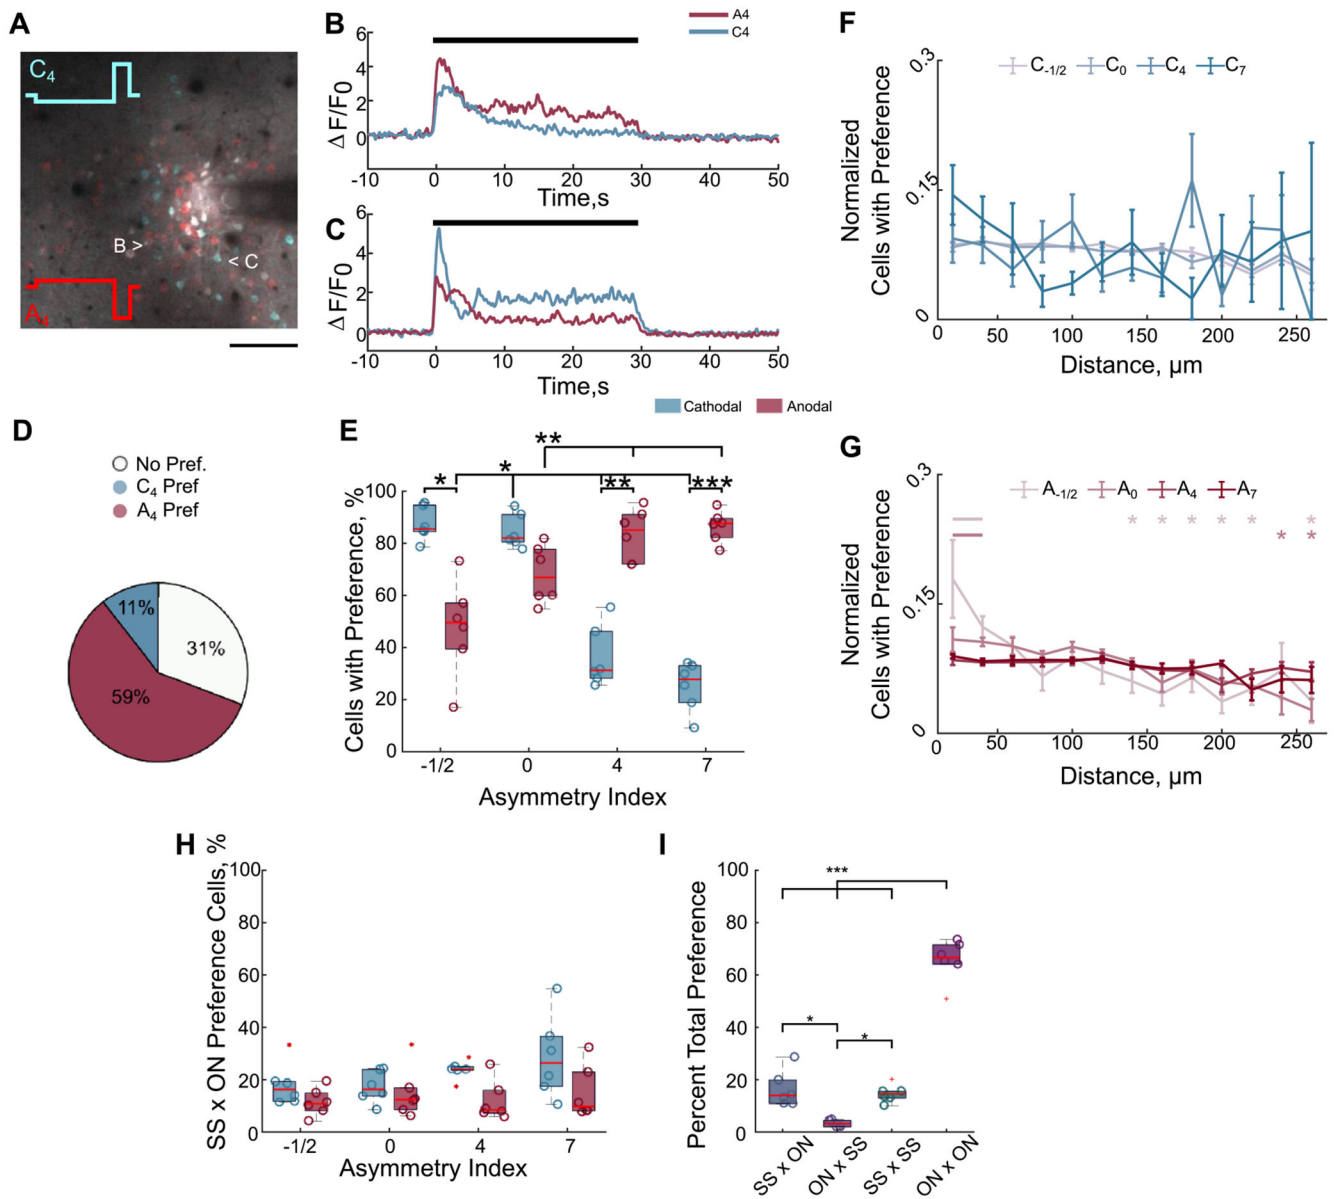 A
C4
B >
< C
A4
B
A4
C4
6
4
2
0
Δ F/F0
-10 0 10 20 30 40 50
Time,s
C
6
4
2
0
Δ F/F0
-10 0 10 20 30 40 50
Time,s
D
No Pref.
C4 Pref
A4 Pref
11%
31%
59%
E
Cathodal Anodal
**
*
* ** ***
100
80
60
40
20
0
Cells with Preference, %
-1/2 0 4 7
Asymmetry Index
F
C-1/2 C0 C4 C7
0.3
0.15
0
Normalized
Cells with Preference
0 50 100 150 200 250
Distance, µm
G
A-1/2 A0 A4 A7
* * * * * *
* *
0.3
0.15
0
Normalized
Cells with Preference
0 50 100 150 200 250
Distance, µm
H
100
80
60
40
20
0
SS x ON Preference Cells, %
-1/2 0 4 7
Asymmetry Index
I
***
*
*
100
80
60
40
20
0
Percent Total Preference
SS x ON
ON x SS
SS x SS
ON x ON